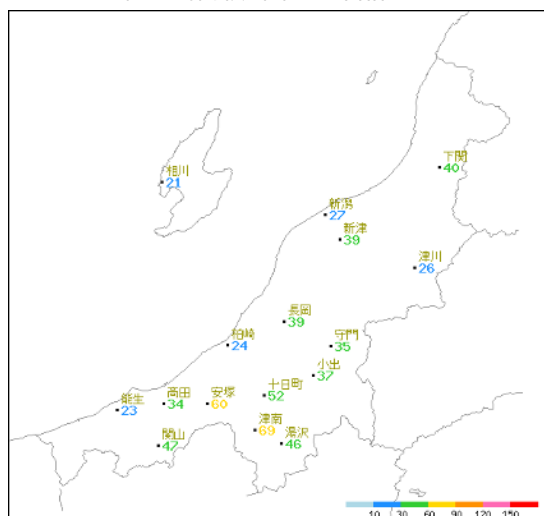 下関
40
相川
21
新潟
27
新津
39
津川
26
長岡
39
柏崎
24
守門
35
小出
37
十日町
52
能生
23
高田
34
安塚
60
津南
69
湯沢
46
関山
47
10 30 60 90 120 150